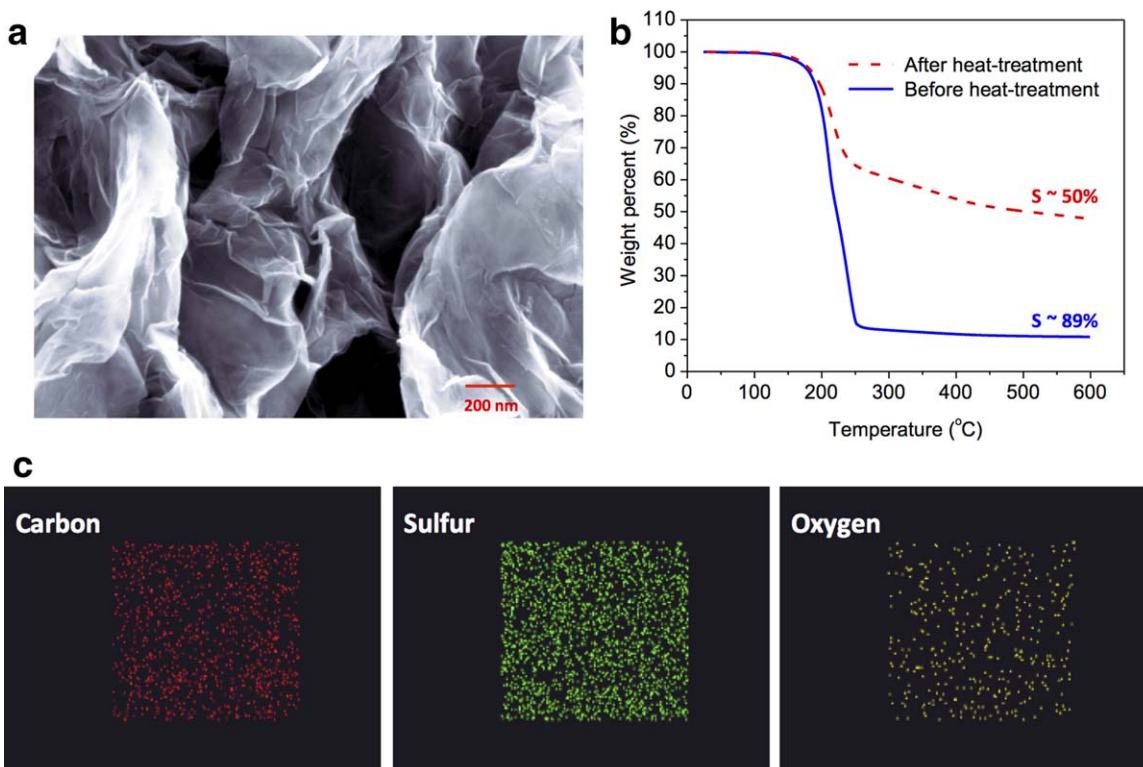 a
200 nm
b
110
100
90
80
70
60
50
40
30
20
10
0
Weight percent (%)
After heat-treatment
Before heat-treatment
S ~ 50%
S ~ 89%
0 100 200 300 400 500 600 700
Temperature (°C)
c
Carbon
Sulfur
Oxygen